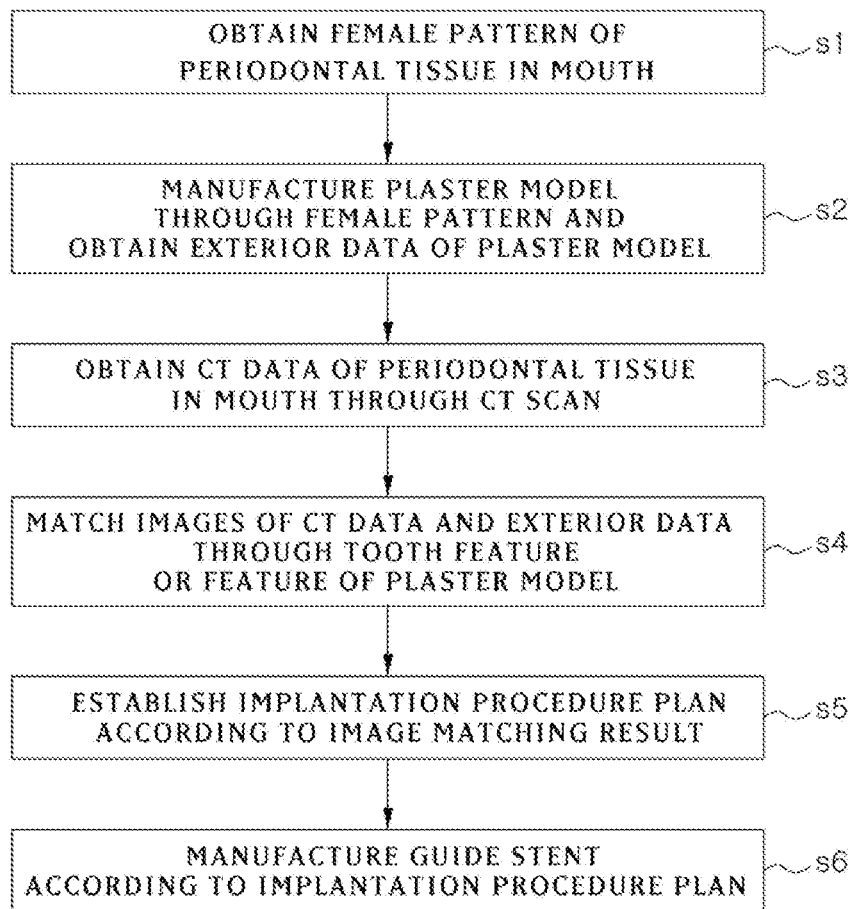 OBTAIN FEMALE PATTERN OF
PERIODONTAL TISSUE IN MOUTH
s1
MANUFACTURE PLASTER MODEL
THROUGH FEMALE PATTERN AND
OBTAIN EXTERIOR DATA OF PLASTER MODEL
s2
OBTAIN CT DATA OF PERIODONTAL TISSUE
IN MOUTH THROUGH CT SCAN
s3
MATCH IMAGES OF CT DATA AND EXTERIOR DATA
THROUGH TOOTH FEATURE
OR FEATURE OF PLASTER MODEL
s4
ESTABLISH IMPLANTATION PROCEDURE PLAN
ACCORDING TO IMAGE MATCHING RESULT
s5
MANUFACTURE GUIDE STENT
ACCORDING TO IMPLANTATION PROCEDURE PLAN
s6